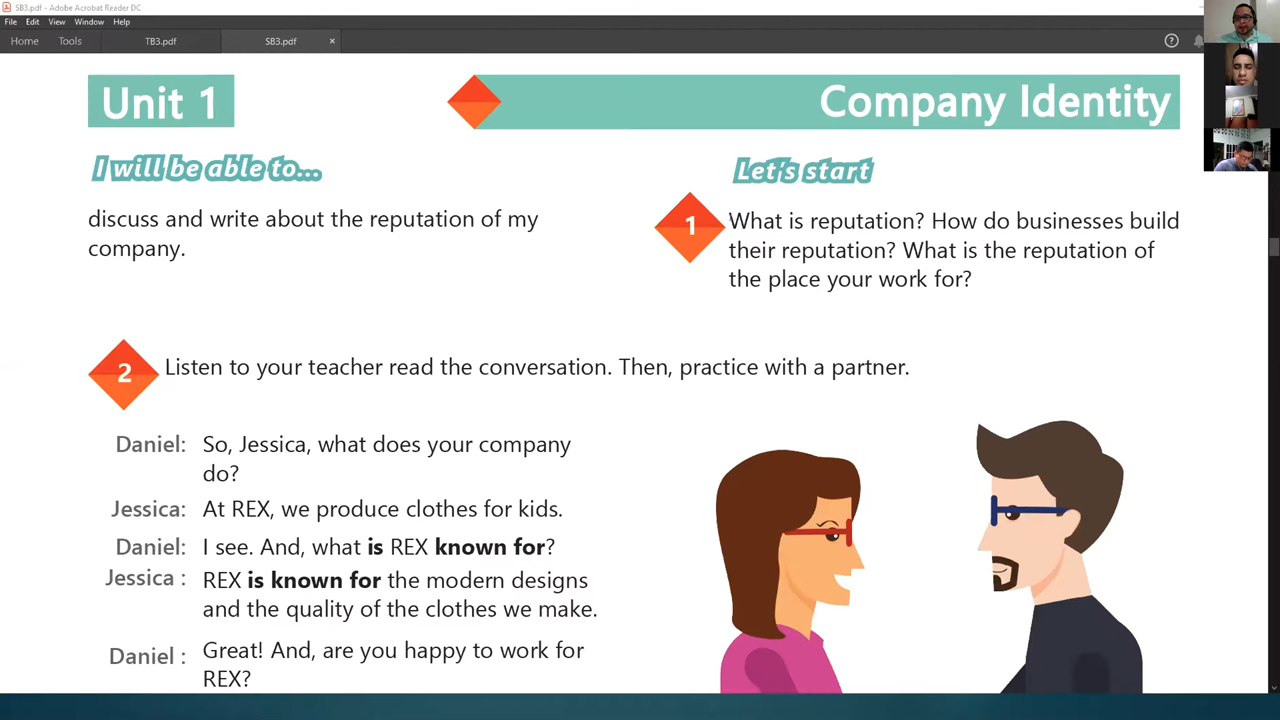 SB3.pdf - Adobe Acrobat Reader DC
File Edit View Window Help
Home Tools TB3.pdf SB3.pdf ×
Unit 1
Company Identity
I will be able to...
discuss and write about the reputation of my
company.
Let's start
1
What is reputation? How do businesses build
their reputation? What is the reputation of
the place your work for?
2
Listen to your teacher read the conversation. Then, practice with a partner.
Daniel: So, Jessica, what does your company
do?
Jessica: At REX, we produce clothes for kids.
Daniel: I see. And, what is REX known for?
Jessica : REX is known for the modern designs
and the quality of the clothes we make.
Daniel : Great! And, are you happy to work for
REX?